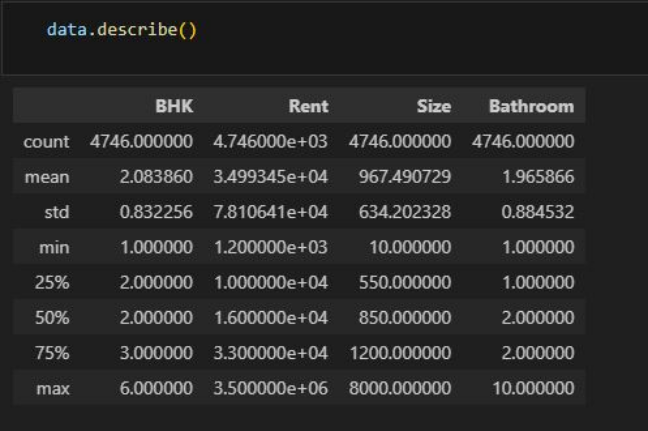 data.describe()
BHK Rent Size Bathroom
count 4746.000000 4.746000e+03 4746.000000 4746.000000
mean 2.083860 3.499345e+04 967.490729 1.965866
std 0.832256 7.810641e+04 634.202328 0.884532
min 1.000000 1.200000e+03 10.000000 1.000000
25% 2.000000 1.000000e+04 550.000000 1.000000
50% 2.000000 1.600000e+04 850.000000 2.000000
75% 3.000000 3.300000e+04 1200.000000 2.000000
max 6.000000 3.500000e+06 8000.000000 10.000000